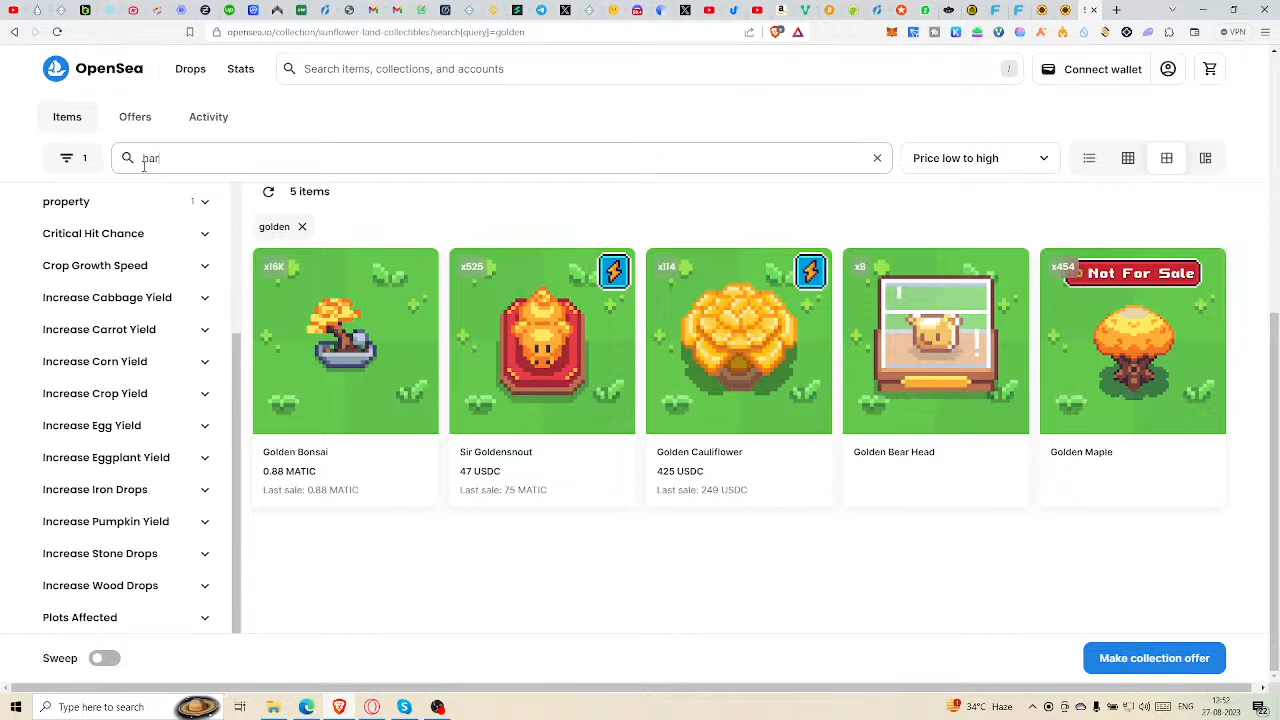 opensea.io/collection/sunflower-land-collectibles?search[query]=golden
VPN
OpenSea
Drops
Stats
Search items, collections, and accounts
/
Connect wallet
Items
Offers
Activity
1
bar
Price low to high
property
1
Critical Hit Chance
Crop Growth Speed
Increase Cabbage Yield
Increase Carrot Yield
Increase Corn Yield
Increase Crop Yield
Increase Egg Yield
Increase Eggplant Yield
Increase Iron Drops
Increase Pumpkin Yield
Increase Stone Drops
Increase Wood Drops
Plots Affected
5 items
golden
x16K
x525
x114
x8
x454
Not For Sale
Golden Bonsai
0.88 MATIC
Last sale: 0.88 MATIC
Sir Goldensnout
47 USDC
Last sale: 75 MATIC
Golden Cauliflower
425 USDC
Last sale: 249 USDC
Golden Bear Head
Golden Maple
Sweep
Make collection offer
Type here to search
34°C Haze
ENG
12:52
27-08-2023
22